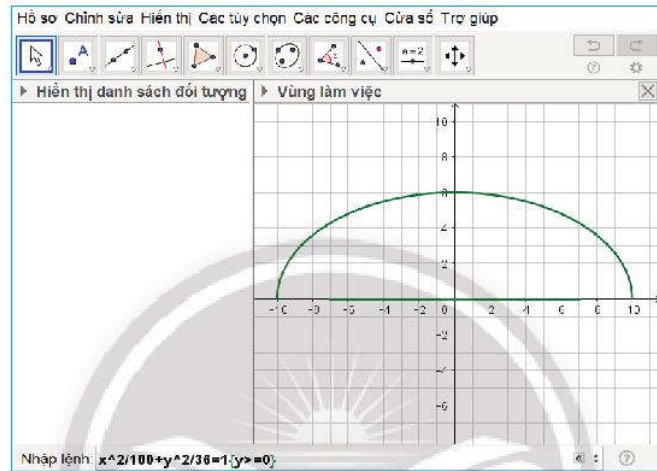 Hồ sơ Chỉnh sửa Hiển thị Các tùy chọn Các công cụ Cửa sổ Trợ giúp
A a=2
Hiển thị danh sách đối tượng Vùng làm việc
10
8
6
4
2
-10 -8 -6 -4 -2 0 2 4 6 8 10
-2
-4
-6
Nhập lệnh: x^2/100+y^2/36=1{y>=0}